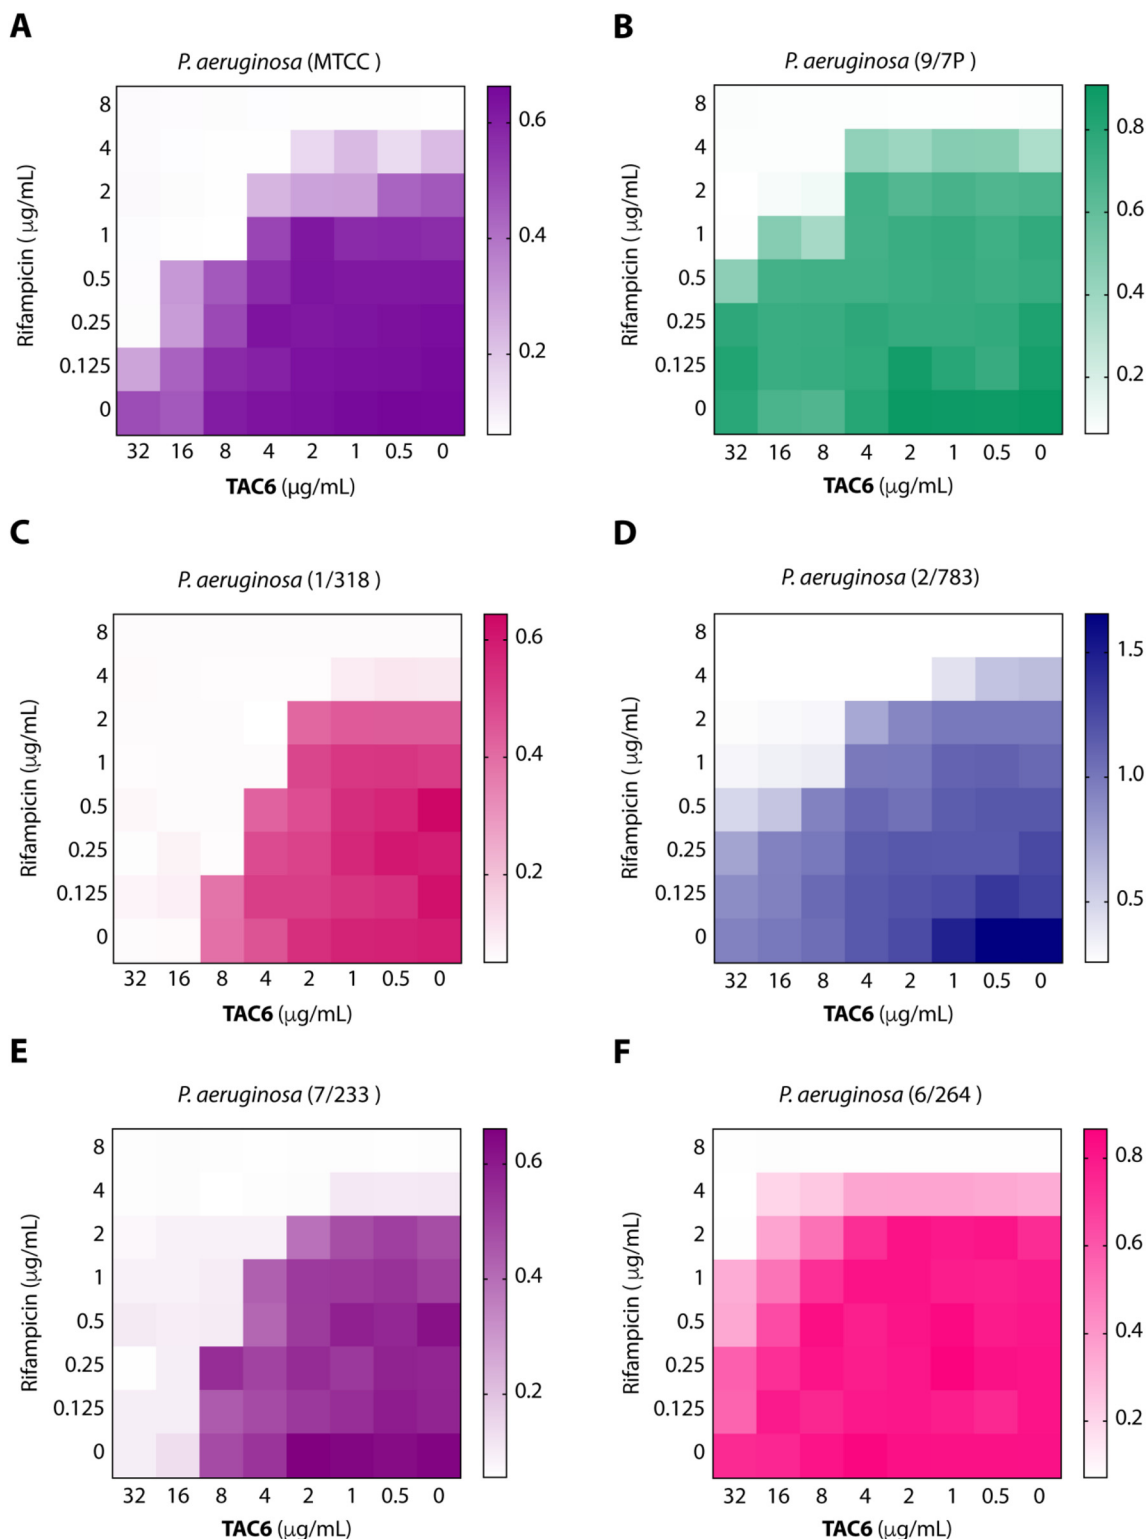 A
P. aeruginosa (MTCC )
Rifampicin ( μg/mL)
8
4
2
1
0.5
0.25
0.125
0
32 16 8 4 2 1 0.5 0
TAC6 (μg/mL)
0.6
0.4
0.2
B
P. aeruginosa (9/7P )
Rifampicin ( μg/mL)
8
4
2
1
0.5
0.25
0.125
0
32 16 8 4 2 1 0.5 0
TAC6 (μg/mL)
0.8
0.6
0.4
0.2
C
P. aeruginosa (1/318 )
Rifampicin (μg/mL)
8
4
2
1
0.5
0.25
0.125
0
32 16 8 4 2 1 0.5 0
TAC6 (μg/mL)
0.6
0.4
0.2
D
P. aeruginosa (2/783)
Rifampicin ( μg/mL)
8
4
2
1
0.5
0.25
0.125
0
32 16 8 4 2 1 0.5 0
TAC6 (μg/mL)
1.5
1.0
0.5
E
P. aeruginosa (7/233 )
Rifampicin (μg/mL)
8
4
2
1
0.5
0.25
0.125
0
32 16 8 4 2 1 0.5 0
TAC6 (μg/mL)
0.6
0.4
0.2
F
P. aeruginosa (6/264 )
Rifampicin ( μg/mL)
8
4
2
1
0.5
0.25
0.125
0
32 16 8 4 2 1 0.5 0
TAC6 (μg/mL)
0.8
0.6
0.4
0.2